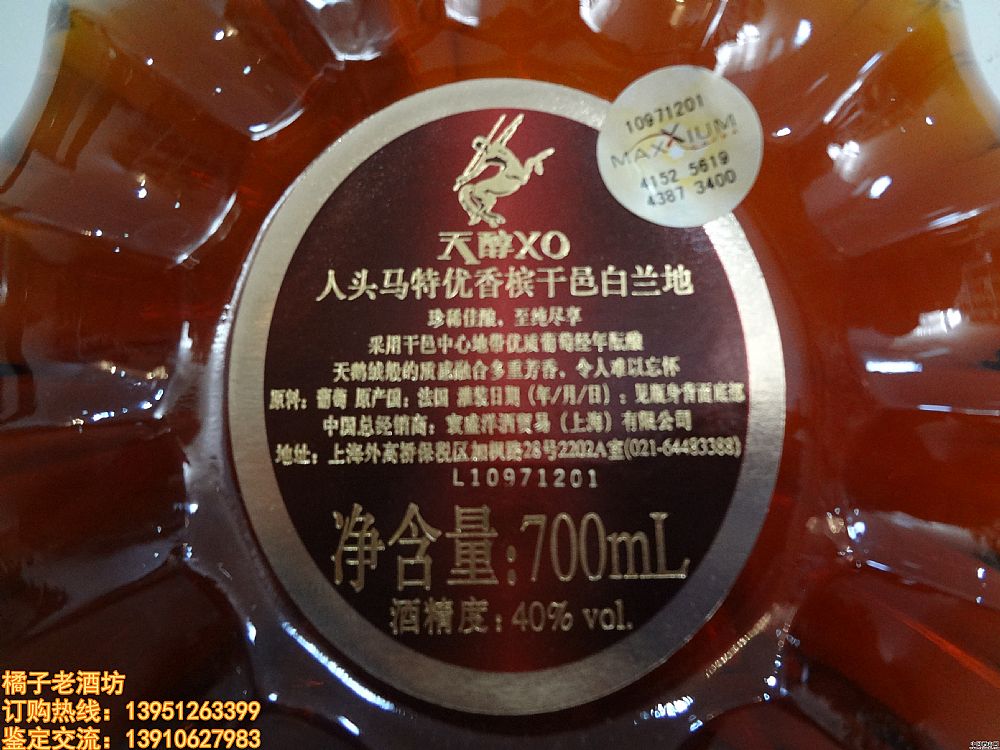 10971201
MAXXIUM
4152 5619
4387 3400
天醇XO
人头马特优香槟干邑白兰地
珍稀佳酿,至纯尽享
采用干邑中心地带优质葡萄经年酝酿
天鹅绒般的质感融合多重芳香,令人难以忘怀
原料:葡萄 原产国:法国 灌装日期(年/月/日):见瓶身背面底部
中国总经销商:寰盛洋酒贸易(上海)有限公司
地址:上海外高桥保税区加枫路28号2202A室(021-64483388)
L10971201
净含量:700mL
酒精度:40% vol.
橘子老酒坊
订购热线:13951263399
鉴定交流:13910627983